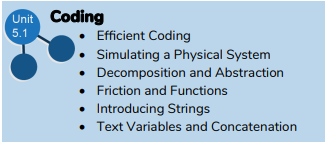 Unit
5.1
Coding
• Efficient Coding
• Simulating a Physical System
• Decomposition and Abstraction
• Friction and Functions
• Introducing Strings
• Text Variables and Concatenation